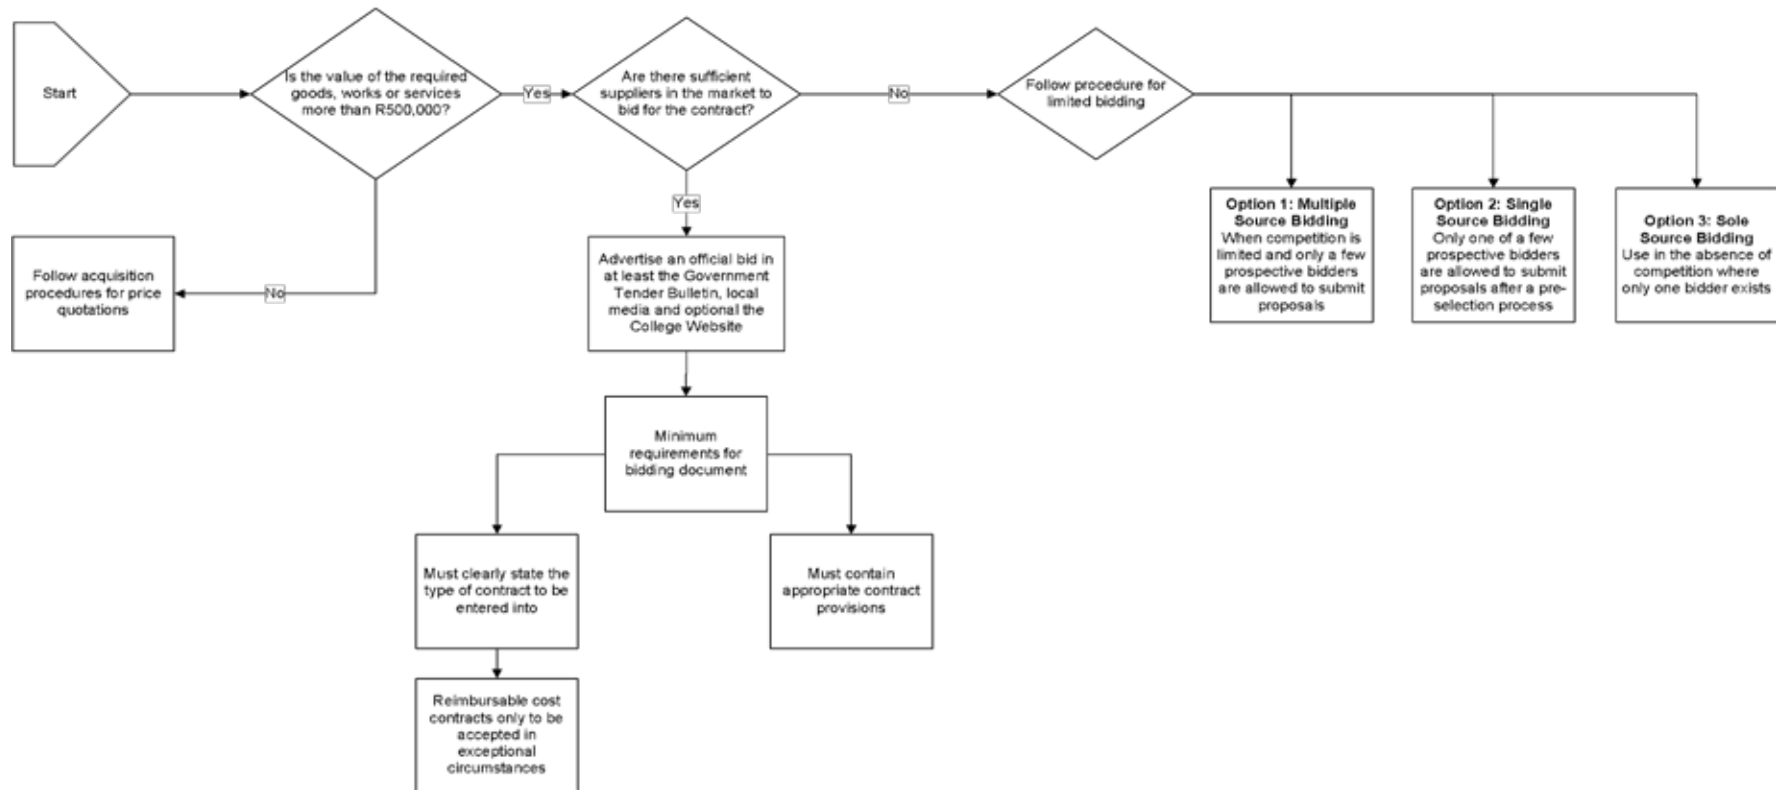 Start
Is the value of the required
goods, works or services
more than R500,000?
Yes
Are there sufficient
suppliers in the market to
bid for the contract?
No
Follow procedure for
limited bidding
Option 1: Multiple
Source Bidding
When competition is
limited and only a few
prospective bidders
are allowed to submit
proposals
Option 2: Single
Source Bidding
Only one of a few
prospective bidders
are allowed to submit
proposals after a pre-
selection process
Option 3: Sole
Source Bidding
Use in the absence of
competition where
only one bidder exists
Yes
No
Follow acquisition
procedures for price
quotations
Advertise an official bid in
at least the Government
Tender Bulletin, local
media and optional the
College Website
Minimum
requirements for
bidding document
Must clearly state the
type of contract to be
entered into
Must contain
appropriate contract
provisions
Reimbursable cost
contracts only to be
accepted in
exceptional
circumstances